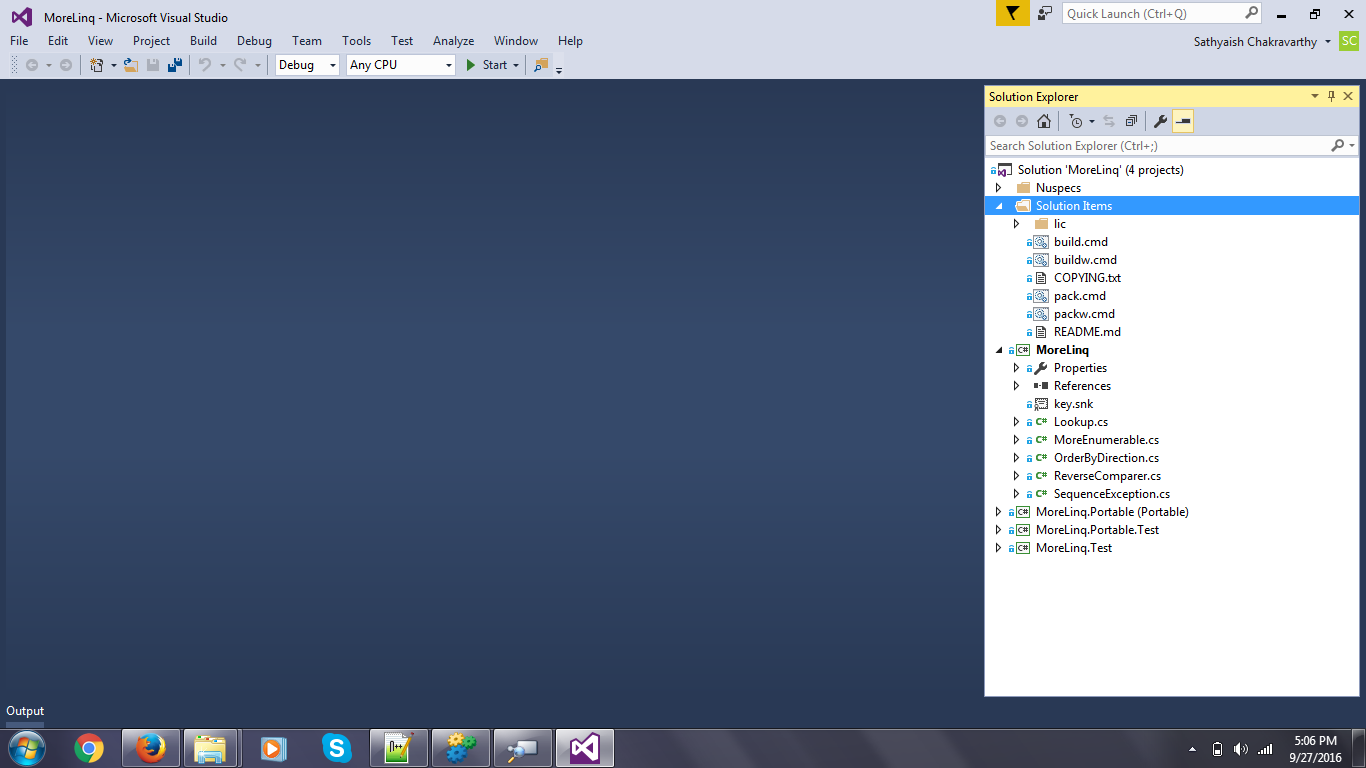 MoreLinq - Microsoft Visual Studio
Quick Launch (Ctrl+Q)
File Edit View Project Build Debug Team Tools Test Analyze Window Help
Sathyaish Chakravarthy SC
Debug Any CPU Start
Solution Explorer
Search Solution Explorer (Ctrl+;)
Solution 'MoreLinq' (4 projects)
Nuspecs
Solution Items
lic
build.cmd
buildw.cmd
COPYING.txt
pack.cmd
packw.cmd
README.md
C# MoreLinq
Properties
References
key.snk
C# Lookup.cs
C# MoreEnumerable.cs
C# OrderByDirection.cs
C# ReverseComparer.cs
C# SequenceException.cs
C# MoreLinq.Portable (Portable)
C# MoreLinq.Portable.Test
C# MoreLinq.Test
Output
5:06 PM
9/27/2016